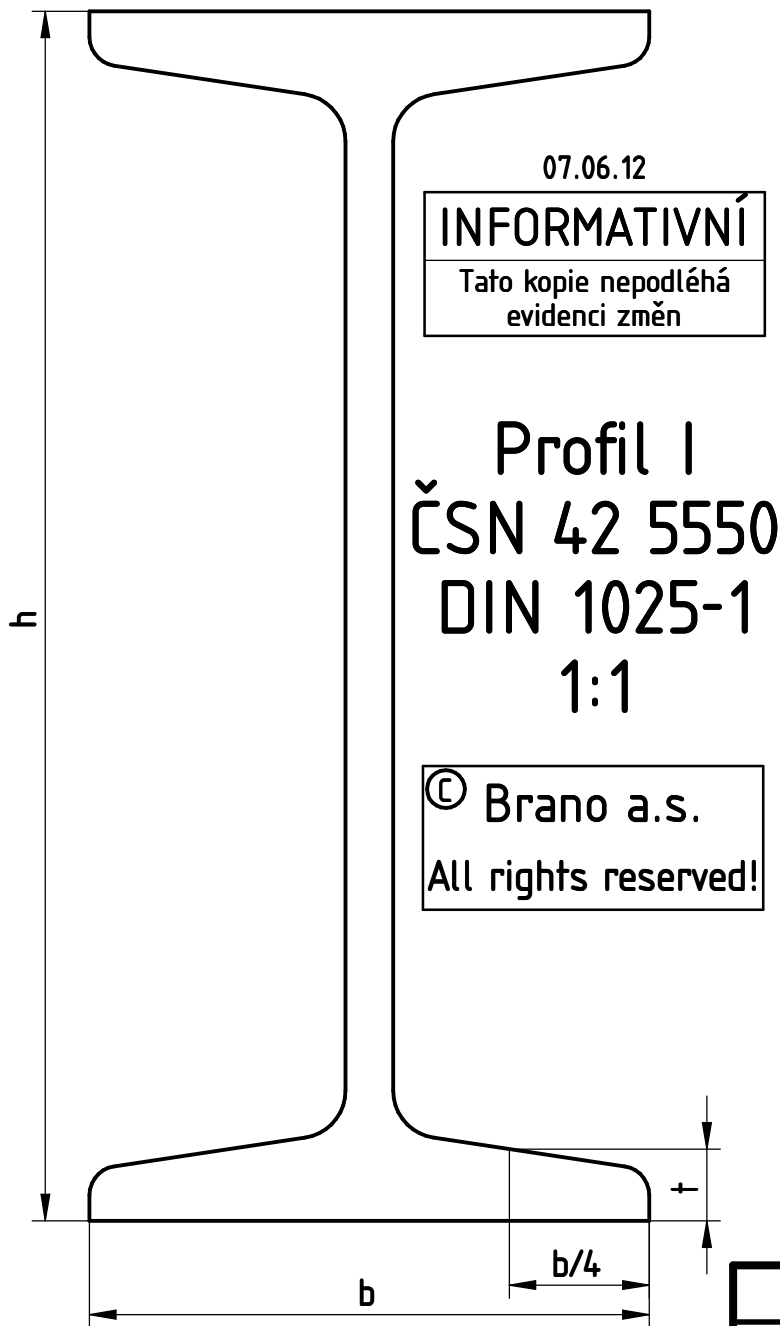 07.06.12
INFORMATIVNÍ
Tato kopie nepodléhá
evidenci změn
Profil I
ČSN 42 5550
DIN 1025-1
1:1
h
© Brano a.s.
All rights reserved!
t
b/4
b